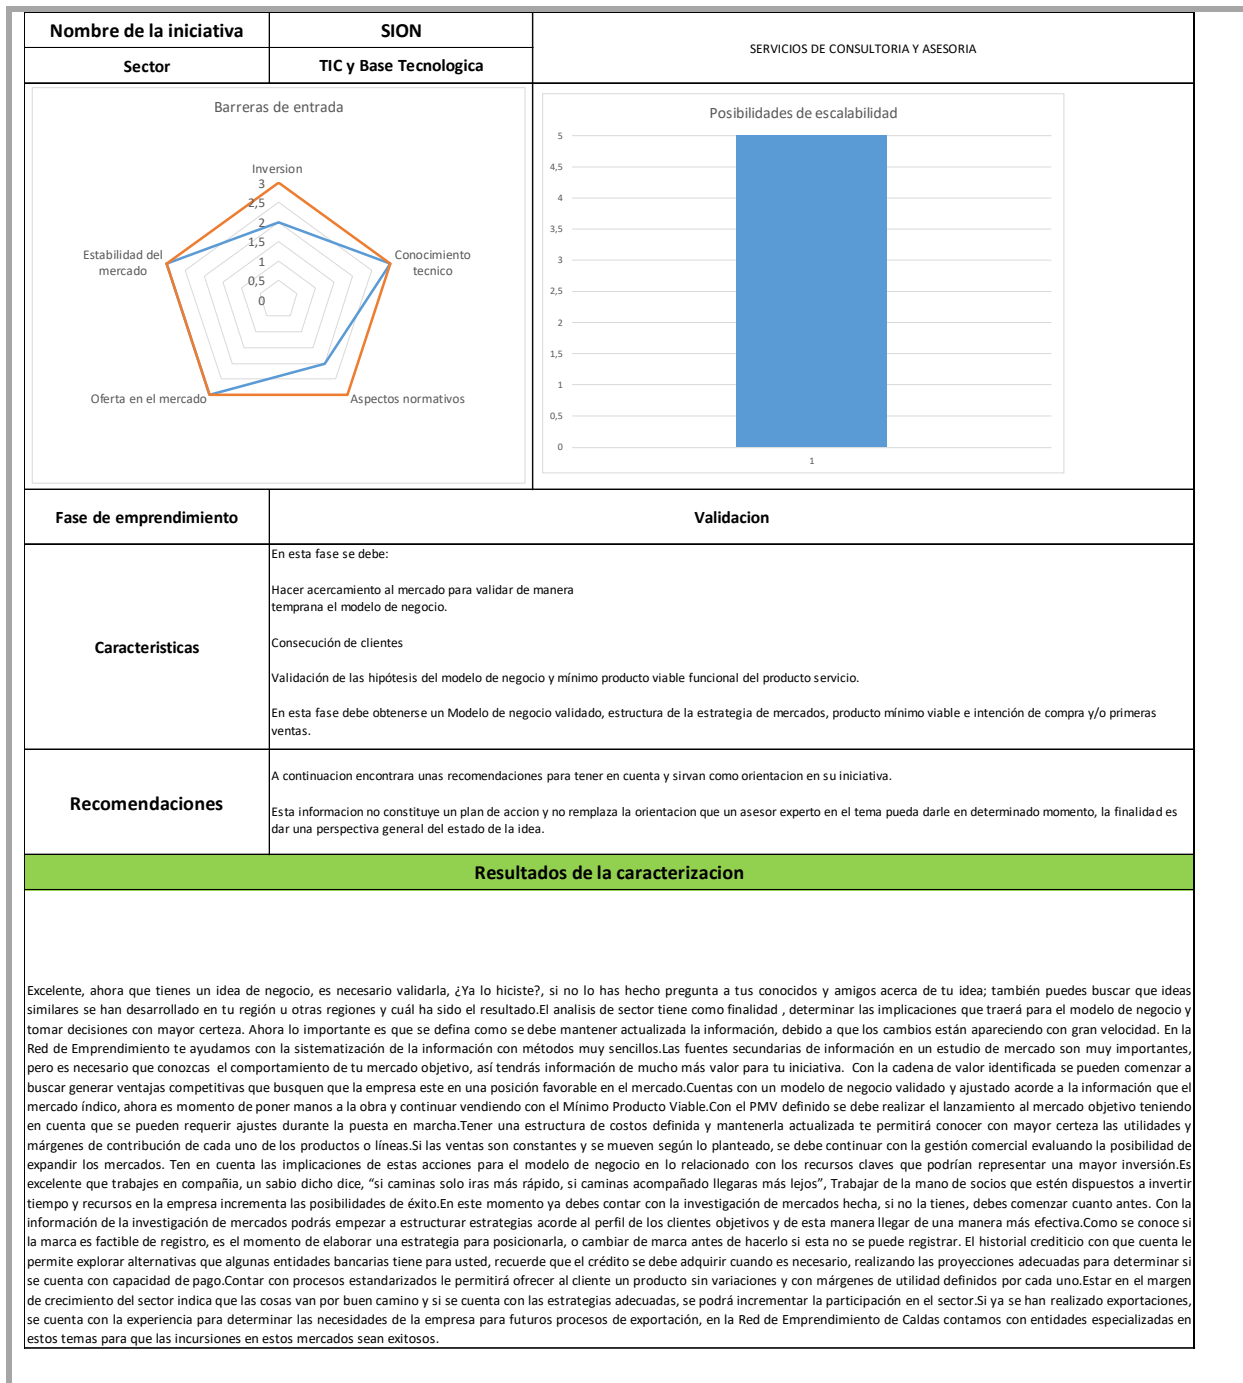 Nombre de la iniciativa
SION
SERVICIOS DE CONSULTORIA Y ASESORIA
Sector
TIC y Base Tecnologica
Barreras de entrada
Inversion
3
2,5
2
1,5
1
0,5
0
Estabilidad del
mercado
Conocimiento
tecnico
Oferta en el mercado
Aspectos normativos
Posibilidades de escalabilidad
5
4,5
4
3,5
3
2,5
2
1,5
1
0,5
0
1
Fase de emprendimiento
Validacion
Caracteristicas
En esta fase se debe:
Hacer acercamiento al mercado para validar de manera
temprana el modelo de negocio.
Consecución de clientes
Validación de las hipótesis del modelo de negocio y mínimo producto viable funcional del producto servicio.
En esta fase debe obtenerse un Modelo de negocio validado, estructura de la estrategia de mercados, producto mínimo viable e intención de compra y/o primeras
ventas.
Recomendaciones
A continuacion encontrara unas recomendaciones para tener en cuenta y sirvan como orientacion en su iniciativa.
Esta informacion no constituye un plan de accion y no remplaza la orientacion que un asesor experto en el tema pueda darle en determinado momento, la finalidad es
dar una perspectiva general del estado de la idea.
Resultados de la caracterizacion
Excelente, ahora que tienes un idea de negocio, es necesario validarla, ¿Ya lo hiciste?, si no lo has hecho pregunta a tus conocidos y amigos acerca de tu idea; también puedes buscar que ideas
similares se han desarrollado en tu región u otras regiones y cuál ha sido el resultado.El analisis de sector tiene como finalidad , determinar las implicaciones que traerá para el modelo de negocio y
tomar decisiones con mayor certeza. Ahora lo importante es que se defina como se debe mantener actualizada la información, debido a que los cambios están apareciendo con gran velocidad. En la
Red de Emprendimiento te ayudamos con la sistematización de la información con métodos muy sencillos.Las fuentes secundarias de información en un estudio de mercado son muy importantes,
pero es necesario que conozcas el comportamiento de tu mercado objetivo, así tendrás información de mucho más valor para tu iniciativa. Con la cadena de valor identificada se pueden comenzar a
buscar generar ventajas competitivas que busquen que la empresa este en una posición favorable en el mercado.Cuentas con un modelo de negocio validado y ajustado acorde a la información que el
mercado índico, ahora es momento de poner manos a la obra y continuar vendiendo con el Mínimo Producto Viable.Con el PMV definido se debe realizar el lanzamiento al mercado objetivo teniendo
en cuenta que se pueden requerir ajustes durante la puesta en marcha.Tener una estructura de costos definida y mantenerla actualizada te permitirá conocer con mayor certeza las utilidades y
márgenes de contribución de cada uno de los productos o líneas.Si las ventas son constantes y se mueven según lo planteado, se debe continuar con la gestión comercial evaluando la posibilidad de
expandir los mercados. Ten en cuenta las implicaciones de estas acciones para el modelo de negocio en lo relacionado con los recursos claves que podrían representar una mayor inversión.Es
excelente que trabajes en compañia, un sabio dicho dice, “si caminas solo iras más rápido, si caminas acompañado llegaras más lejos”, Trabajar de la mano de socios que estén dispuestos a invertir
tiempo y recursos en la empresa incrementa las posibilidades de éxito.En este momento ya debes contar con la investigación de mercados hecha, si no la tienes, debes comenzar cuanto antes. Con la
información de la investigación de mercados podrás empezar a estructurar estrategias acorde al perfil de los clientes objetivos y de esta manera llegar de una manera más efectiva.Como se conoce si
la marca es factible de registro, es el momento de elaborar una estrategia para posicionarla, o cambiar de marca antes de hacerlo si esta no se puede registrar. El historial crediticio con que cuenta le
permite explorar alternativas que algunas entidades bancarias tiene para usted, recuerde que el crédito se debe adquirir cuando es necesario, realizando las proyecciones adecuadas para determinar si
se cuenta con capacidad de pago.Contar con procesos estandarizados le permitirá ofrecer al cliente un producto sin variaciones y con márgenes de utilidad definidos por cada uno.Estar en el margen
de crecimiento del sector indica que las cosas van por buen camino y si se cuenta con las estrategias adecuadas, se podrá incrementar la participación en el sector.Si ya se han realizado exportaciones,
se cuenta con la experiencia para determinar las necesidades de la empresa para futuros procesos de exportación, en la Red de Emprendimiento de Caldas contamos con entidades especializadas en
estos temas para que las incursiones en estos mercados sean exitosos.